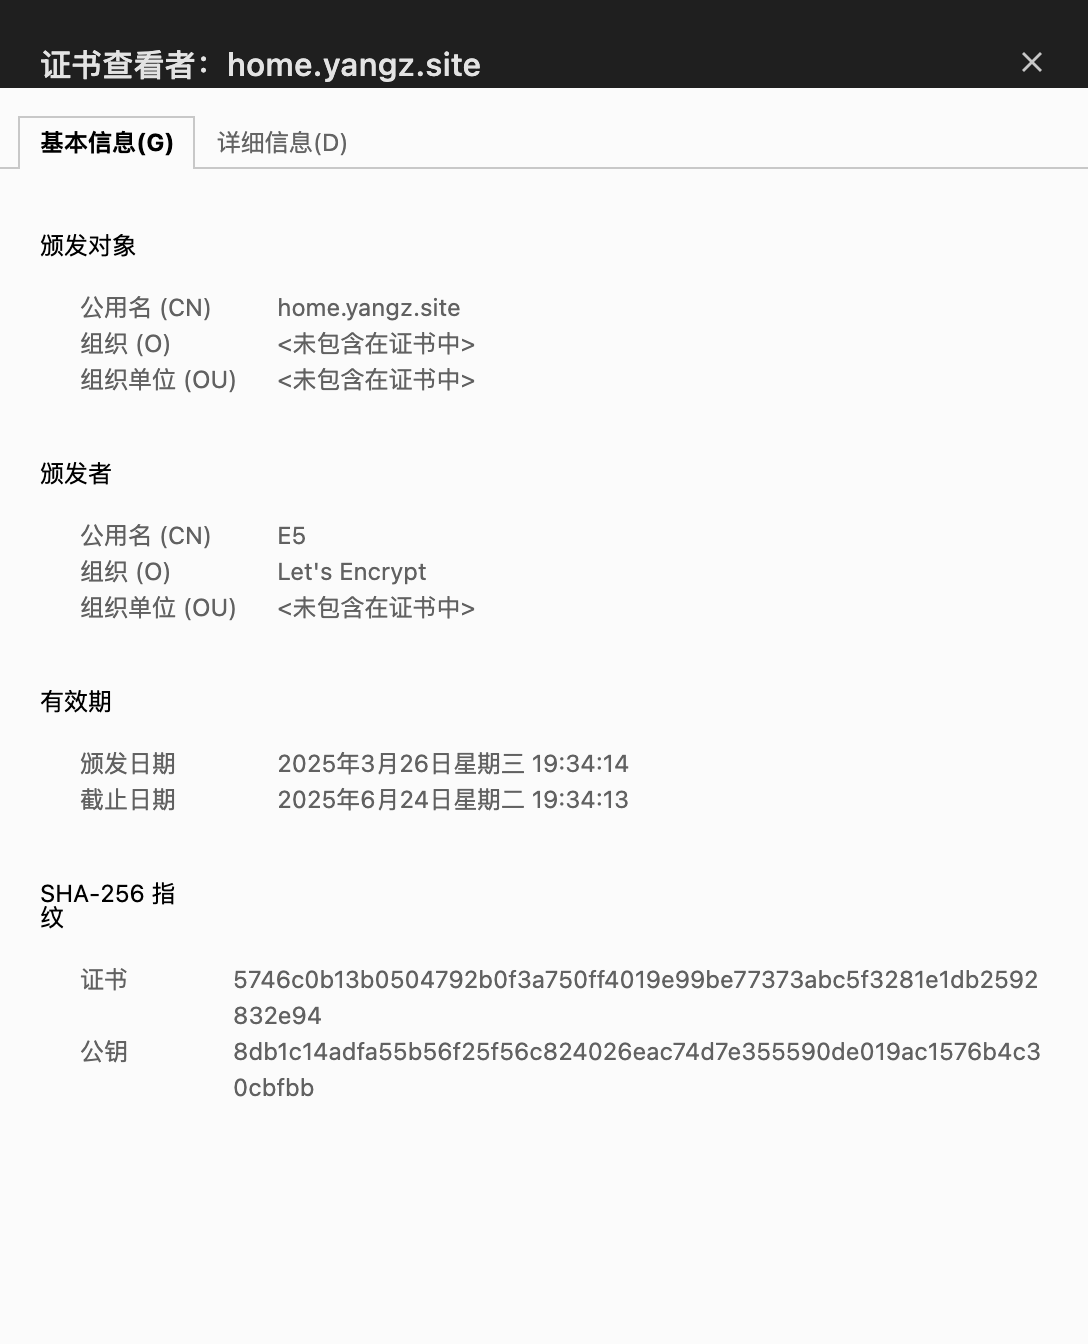 证书查看者：home.yangz.site
基本信息(G) 详细信息(D)
颁发对象
公用名 (CN) home.yangz.site
组织 (O) <未包含在证书中>
组织单位 (OU) <未包含在证书中>
颁发者
公用名 (CN) E5
组织 (O) Let's Encrypt
组织单位 (OU) <未包含在证书中>
有效期
颁发日期 2025年3月26日星期三 19:34:14
截止日期 2025年6月24日星期二 19:34:13
SHA-256 指
纹
证书 5746c0b13b0504792b0f3a750ff4019e99be77373abc5f3281e1db2592
832e94
公钥 8db1c14adfa55b56f25f56c824026eac74d7e355590de019ac1576b4c3
0cbfbb